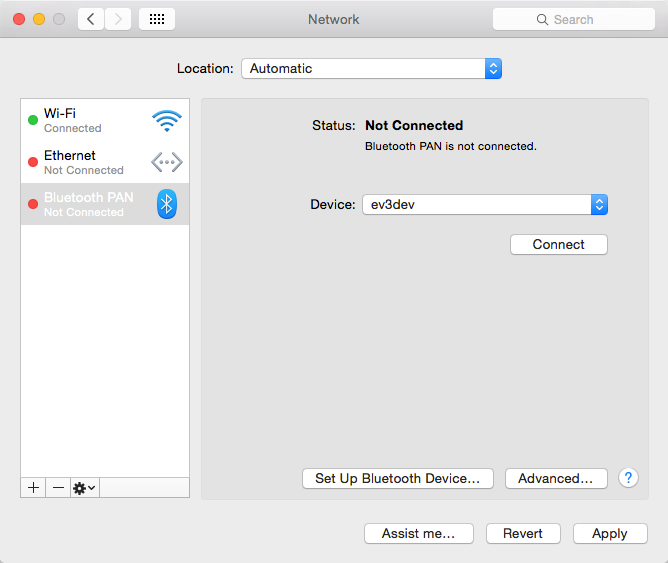 Network
Search
Location: Automatic
Wi-Fi
Connected
Ethernet
Not Connected
Bluetooth PAN
Not Connected
Status: Not Connected
Bluetooth PAN is not connected.
Device: ev3dev
Connect
Set Up Bluetooth Device...
Advanced...
?
Assist me...
Revert
Apply